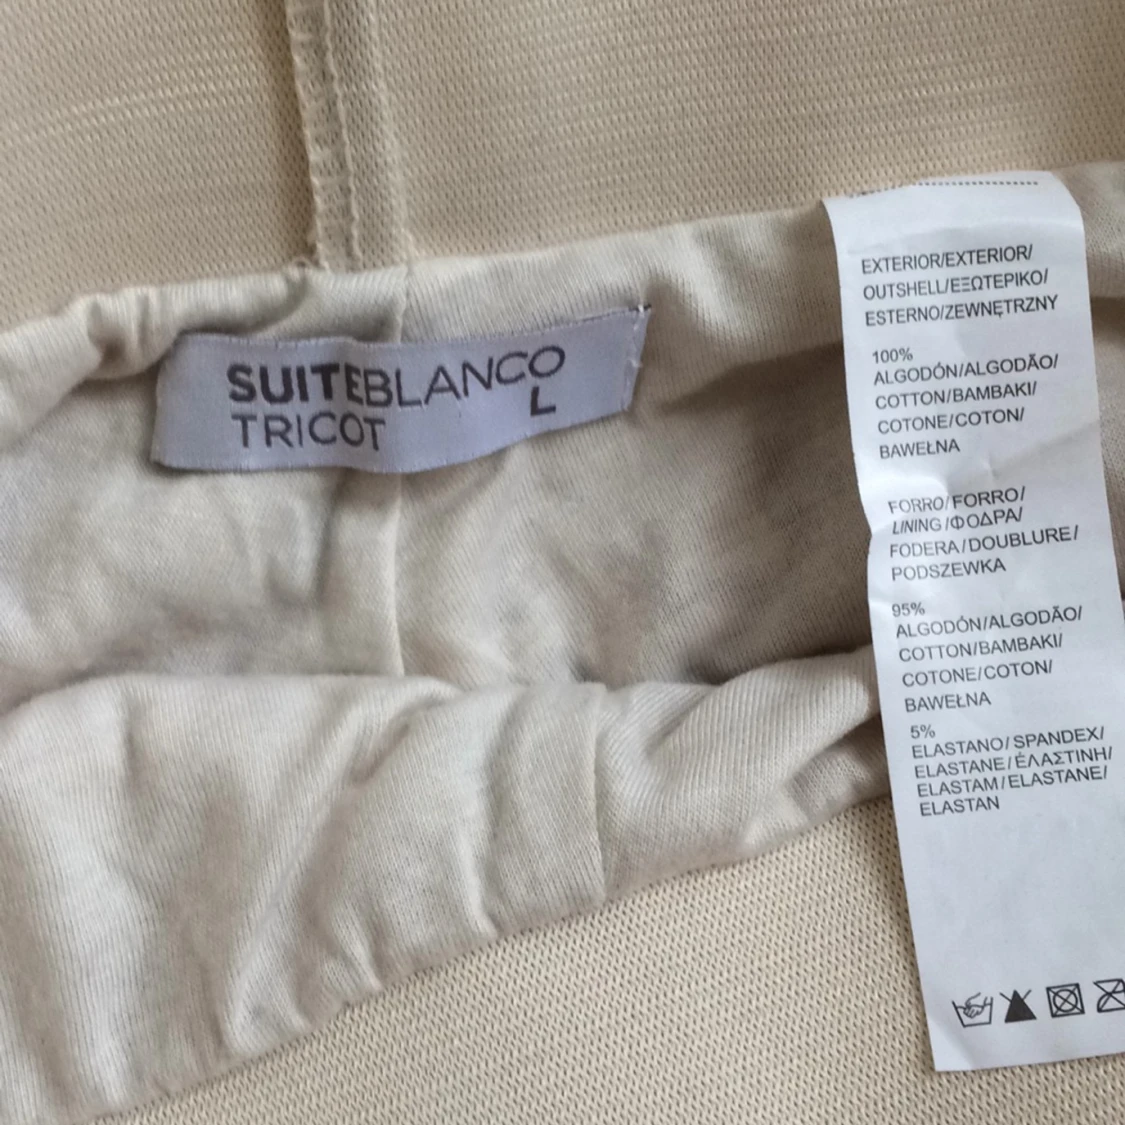 SUITEBLANCO
TRICOT L
EXTERIOR/EXTERIOR/
OUTSHELL/ΕΞΩΤΕΡΙΚΟ/
ESTERNO/ZEWNĘTRZNY
100%
ALGODÓN/ALGODÃO/
COTTON/BAMBAKI/
COTONE/COTON/
BAWEŁNA
FORRO/FORRO/
LINING/ΦΟΔΡΑ/
FODERA/DOUBLURE/
PODSZEWKA
95%
ALGODÓN/ALGODÃO/
COTTON/BAMBAKI/
COTONE/COTON/
BAWEŁNA
5%
ELASTANO/SPANDEX/
ELASTANE/ΈΛΑΣΤΙΝΗ/
ELASTAM/ELASTANE/
ELASTAN